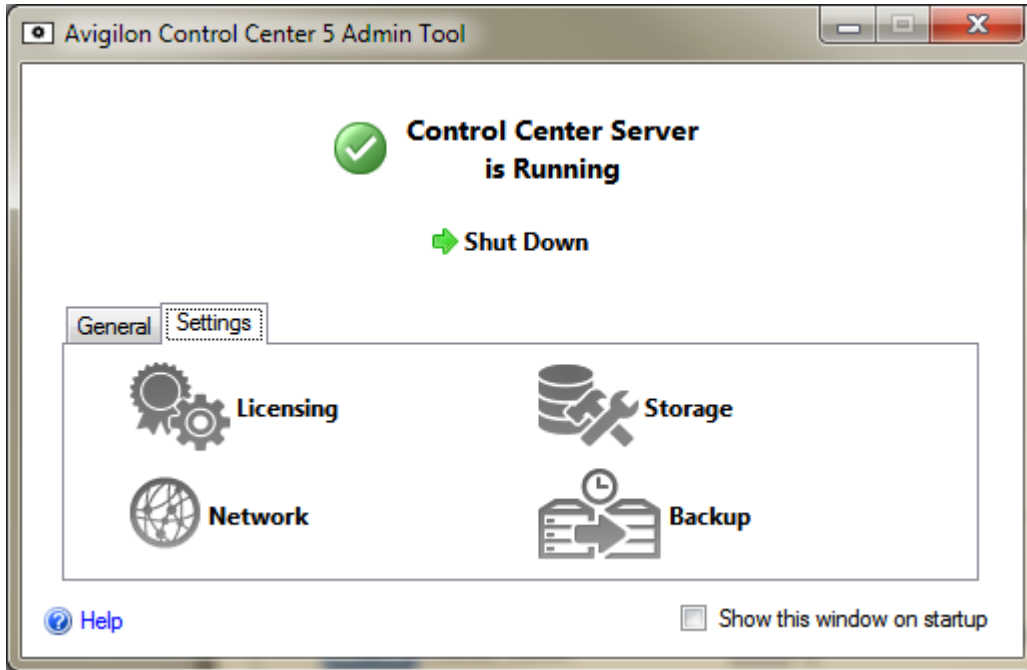 Avigilon Control Center 5 Admin Tool
Control Center Server
is Running
Shut Down
General Settings
Licensing Storage
Network Backup
Help Show this window on startup